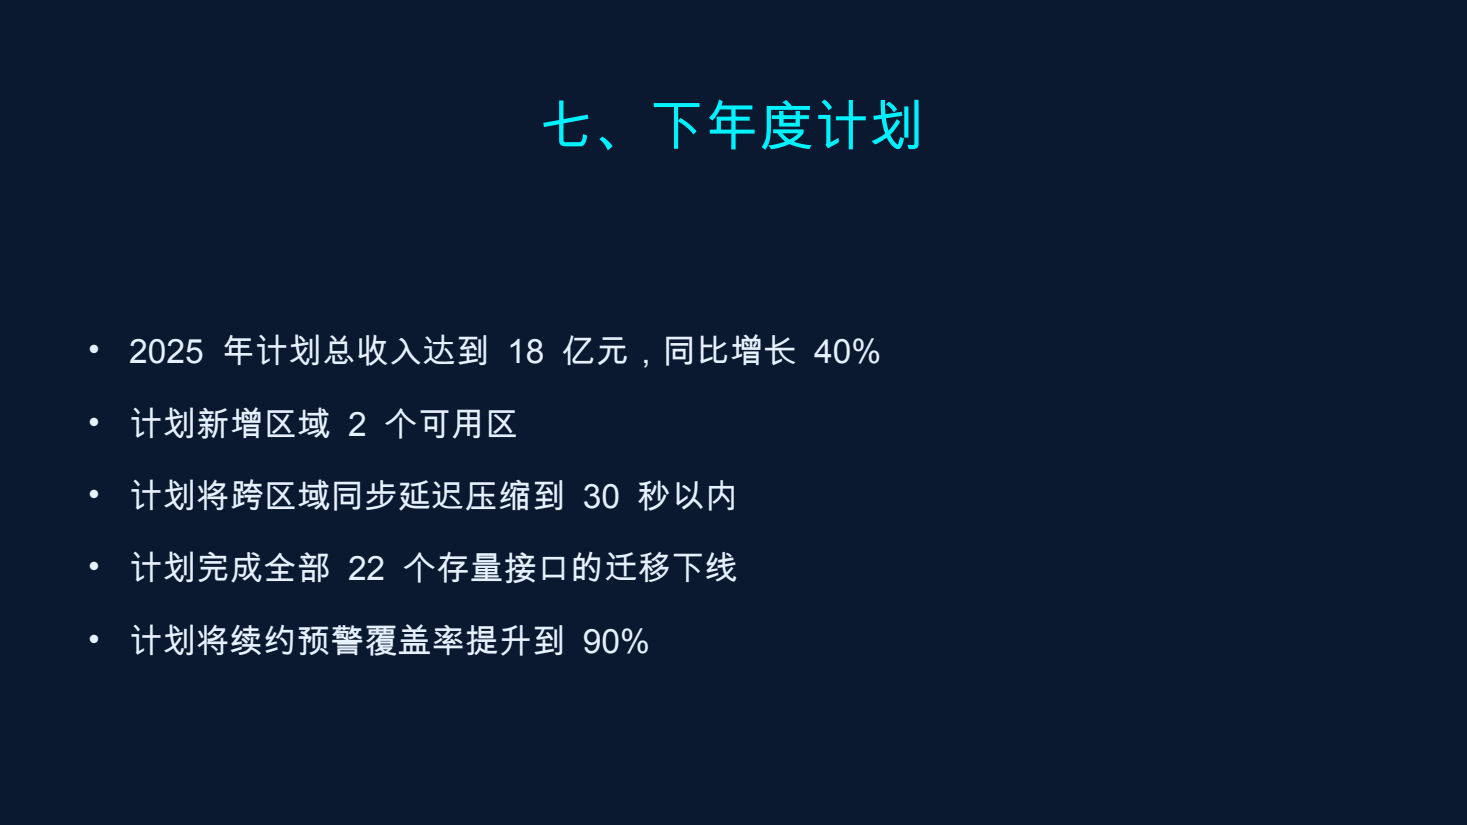 七、下年度计划
• 2025 年计划总收入达到 18 亿元，同比增长 40%
• 计划新增区域 2 个可用区
• 计划将跨区域同步延迟压缩到 30 秒以内
• 计划完成全部 22 个存量接口的迁移下线
• 计划将续约预警覆盖率提升到 90%